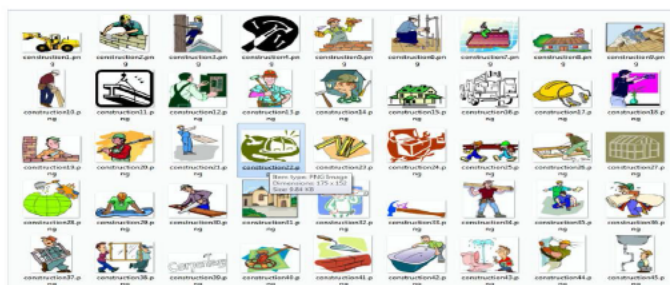 construction1.png construction2.png construction3.png construction4.png construction5.png construction6.png construction7.png construction8.png construction9.png
construction10.png construction11.png construction12.png construction13.png construction14.png construction15.png construction16.png construction17.png construction18.png
construction19.png construction20.png construction21.png construction22.png construction23.png construction24.png construction25.png construction26.png construction27.png
Item type: PNG Image
Dimensions: 175 x 152
Size: 8.84 KB
construction28.png construction29.png construction30.png construction31.png construction32.png construction33.png construction34.png construction35.png construction36.png
construction37.png construction38.png construction39.png construction40.png construction41.png construction42.png construction43.png construction44.png construction45.png